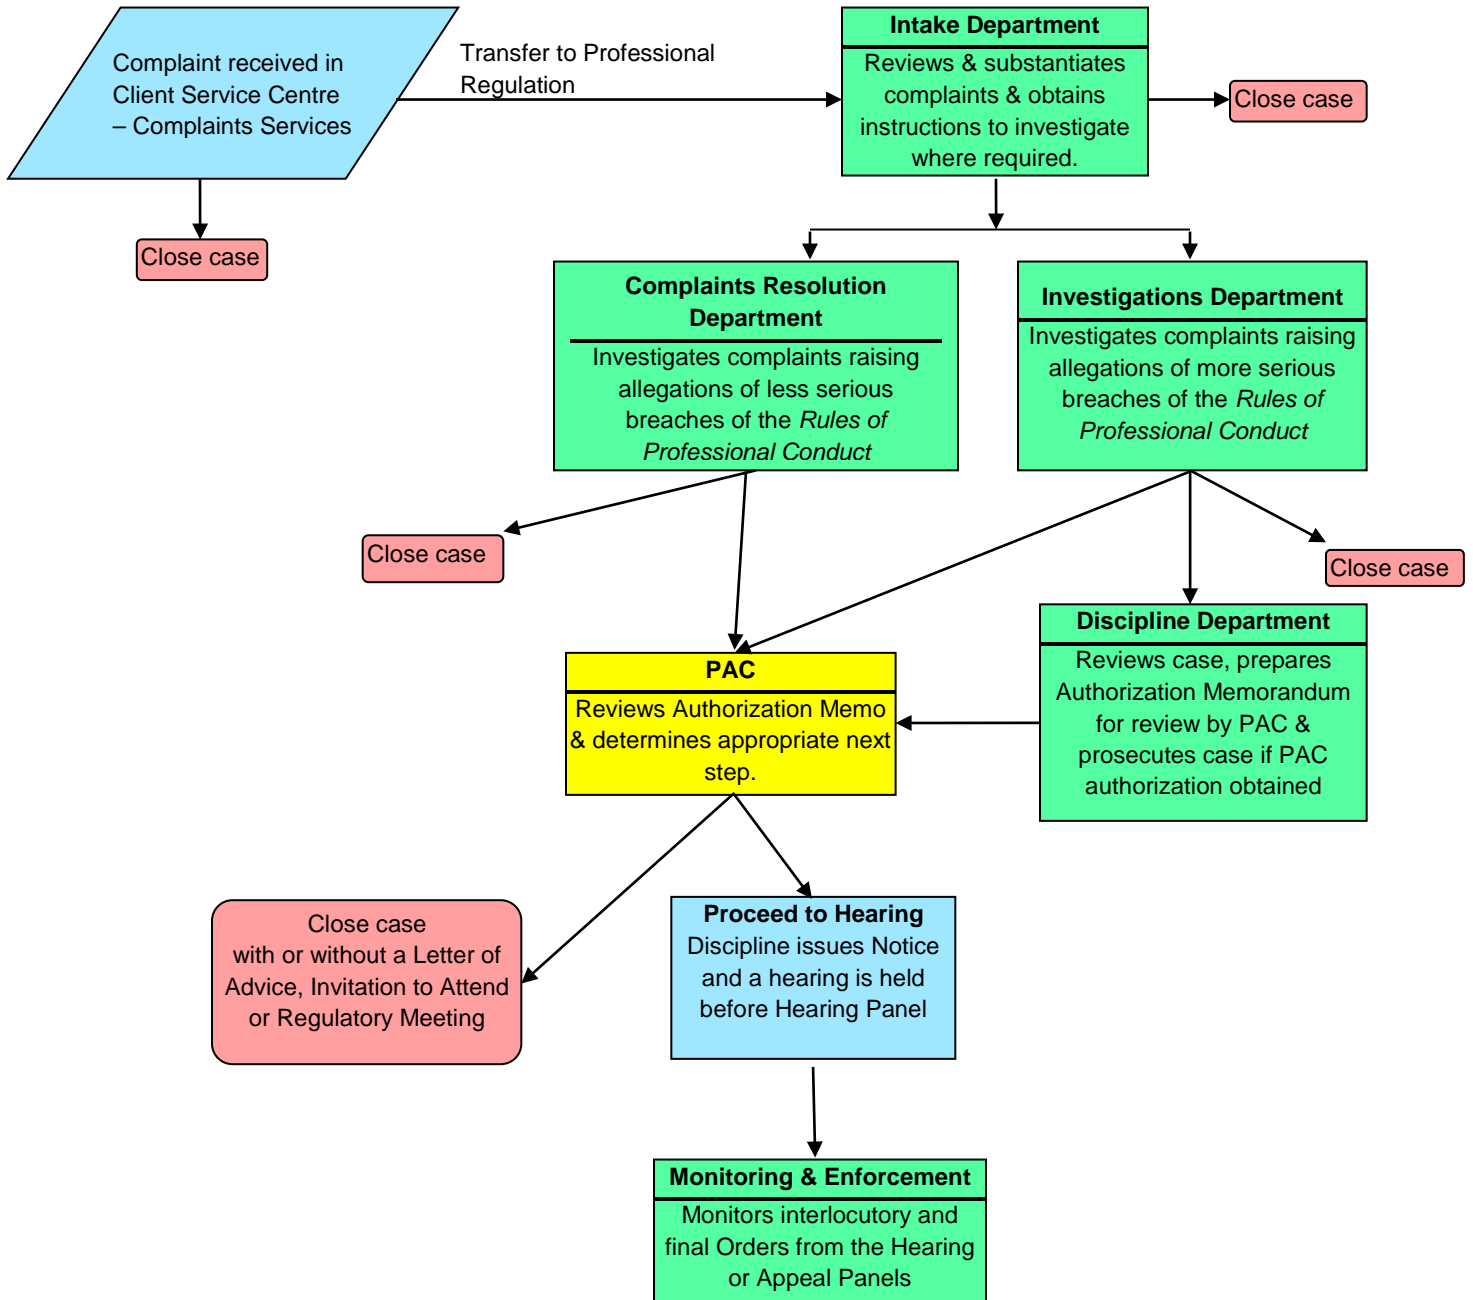 Complaint received in
Client Service Centre
– Complaints Services
Transfer to Professional
Regulation
Intake Department
Reviews & substantiates
complaints & obtains
instructions to investigate
where required.
Close case
Close case
Complaints Resolution
Department
Investigates complaints raising
allegations of less serious
breaches of the Rules of
Professional Conduct
Investigations Department
Investigates complaints raising
allegations of more serious
breaches of the Rules of
Professional Conduct
Close case
Close case
Discipline Department
Reviews case, prepares
Authorization Memorandum
for review by PAC &
prosecutes case if PAC
authorization obtained
PAC
Reviews Authorization Memo
& determines appropriate next
step.
Close case
with or without a Letter of
Advice, Invitation to Attend
or Regulatory Meeting
Proceed to Hearing
Discipline issues Notice
and a hearing is held
before Hearing Panel
Monitoring & Enforcement
Monitors interlocutory and
final Orders from the Hearing
or Appeal Panels